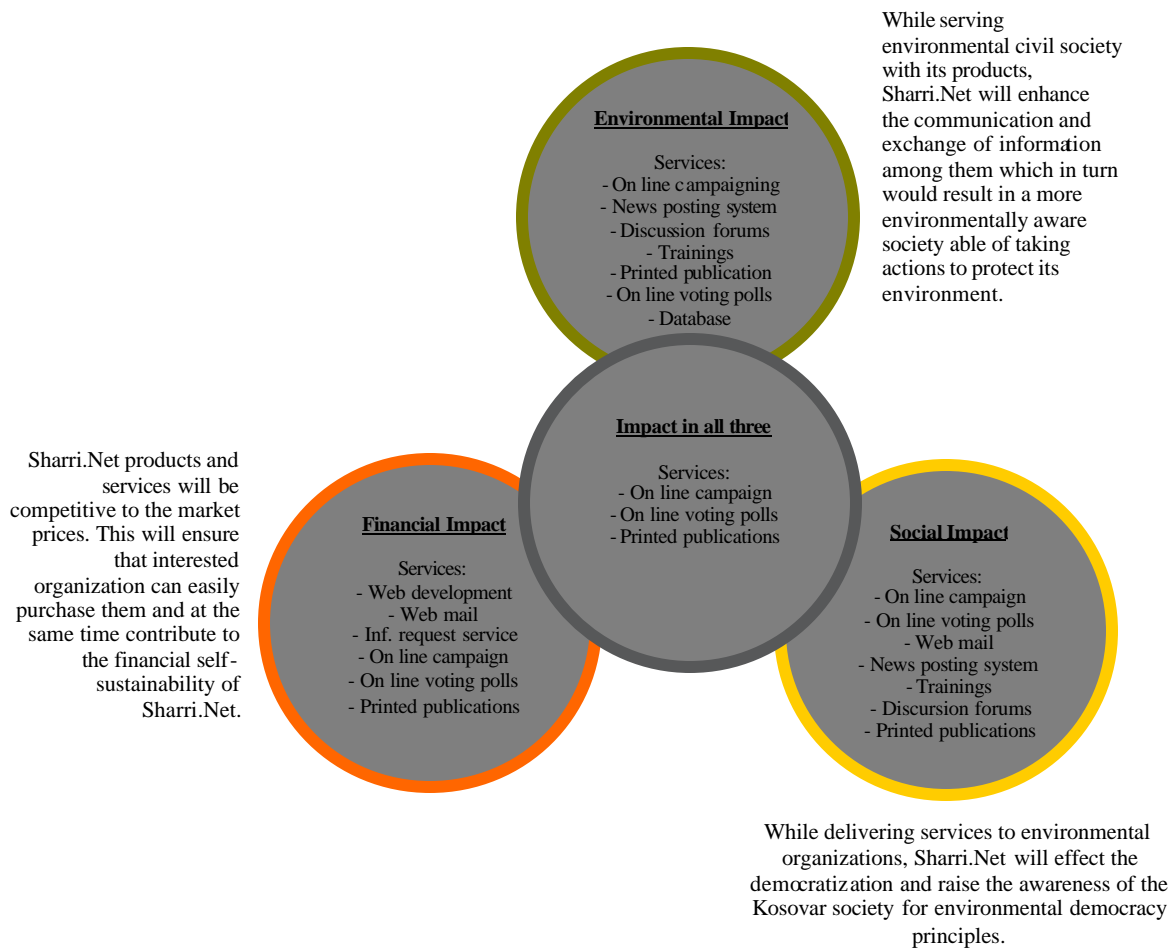 While serving
environmental civil society
with its products,
Sharri.Net will enhance
the communication and
exchange of information
among them which in turn
would result in a more
environmentally aware
society able of taking
actions to protect its
environment.
Environmental Impact
Services:
- On line campaigning
- News posting system
- Discussion forums
- Trainings
- Printed publication
- On line voting polls
- Database
Impact in all three
Services:
- On line campaign
- On line voting polls
- Printed publications
Sharri.Net products and
services will be
competitive to the market
prices. This will ensure
that interested
organization can easily
purchase them and at the
same time contribute to
the financial self-
sustainability of
Sharri.Net.
Financial Impact
Services:
- Web development
- Web mail
- Inf. request service
- On line campaign
- On line voting polls
- Printed publications
Social Impact
Services:
- On line campaign
- On line voting polls
- Web mail
- News posting system
- Trainings
- Discursion forums
- Printed publications
While delivering services to environmental
organizations, Sharri.Net will effect the
democratization and raise the awareness of the
Kosovar society for environmental democracy
principles.